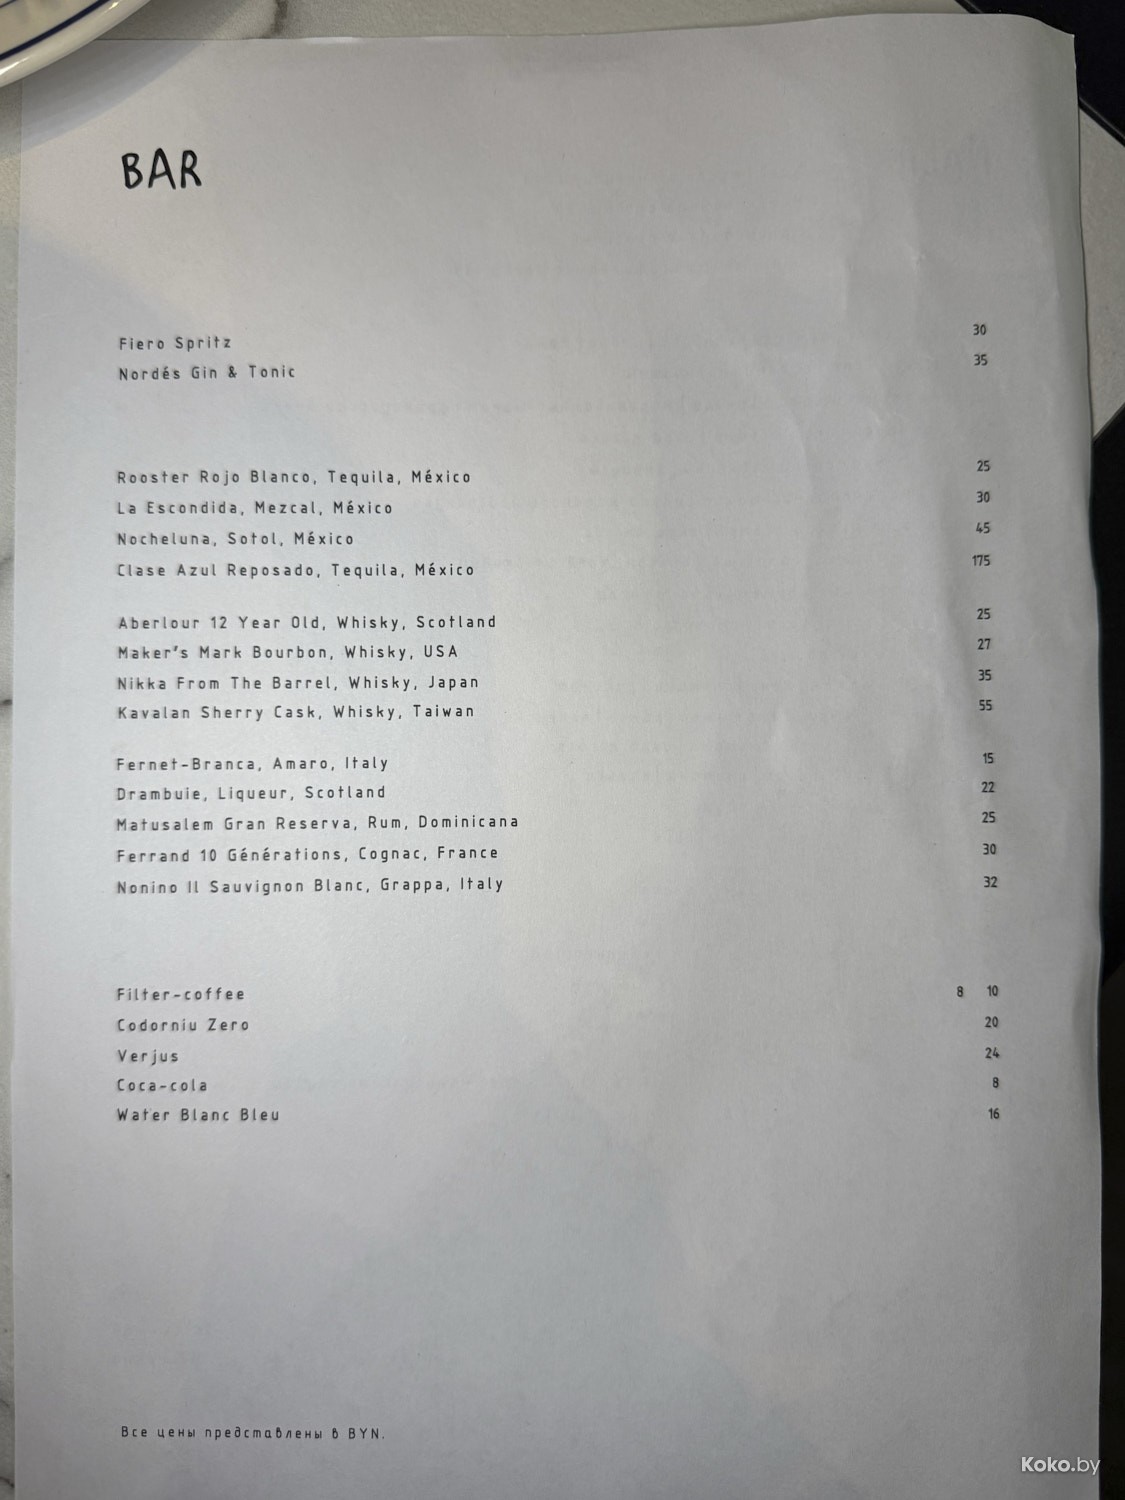 BAR
Fiero Spritz 30
Nordés Gin & Tonic 35
Rooster Rojo Blanco, Tequila, México 25
La Escondida, Mezcal, México 30
Nocheluna, Sotol, México 45
Clase Azul Reposado, Tequila, México 175
Aberlour 12 Year Old, Whisky, Scotland 25
Maker's Mark Bourbon, Whisky, USA 27
Nikka From The Barrel, Whisky, Japan 35
Kavalan Sherry Cask, Whisky, Taiwan 55
Fernet-Branca, Amaro, Italy 15
Drambuie, Liqueur, Scotland 22
Matusalem Gran Reserva, Rum, Dominicana 25
Ferrand 10 Générations, Cognac, France 30
Nonino Il Sauvignon Blanc, Grappa, Italy 32
Filter-coffee 8 10
Codorniu Zero 20
Verjus 24
Coca-cola 8
Water Blanc Bleu 16
Все цены представлены в BYN.
Koko.by